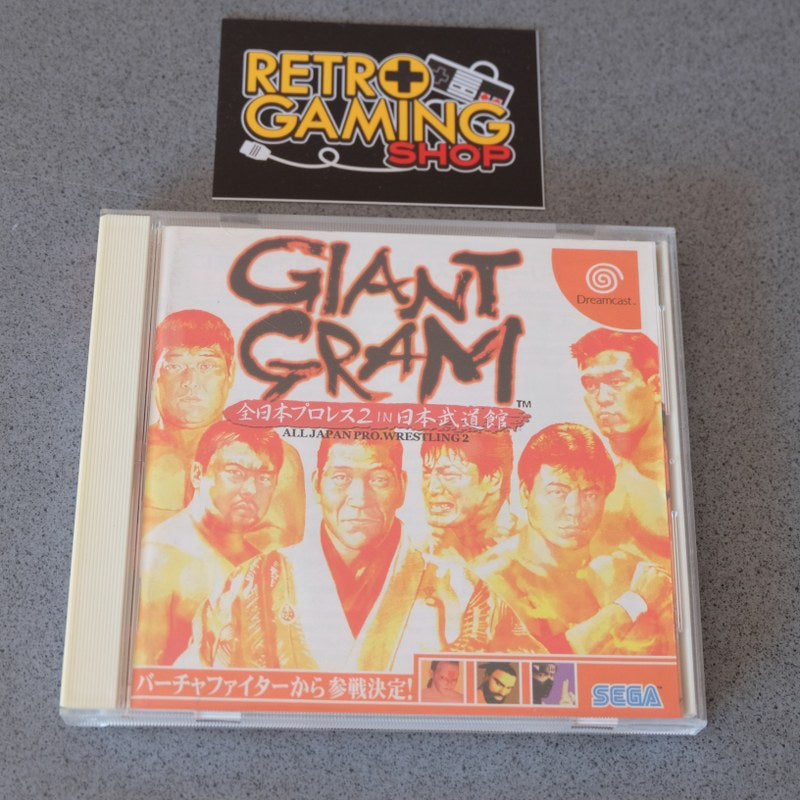 RETRO
GAMING
SHOP
GIANT
GRAM
TM
全日本プロレス2 IN 日本武道館
ALL JAPAN PRO.WRESTLING 2
Dreamcast™
バーチャファイターから参戦決定!
SEGA